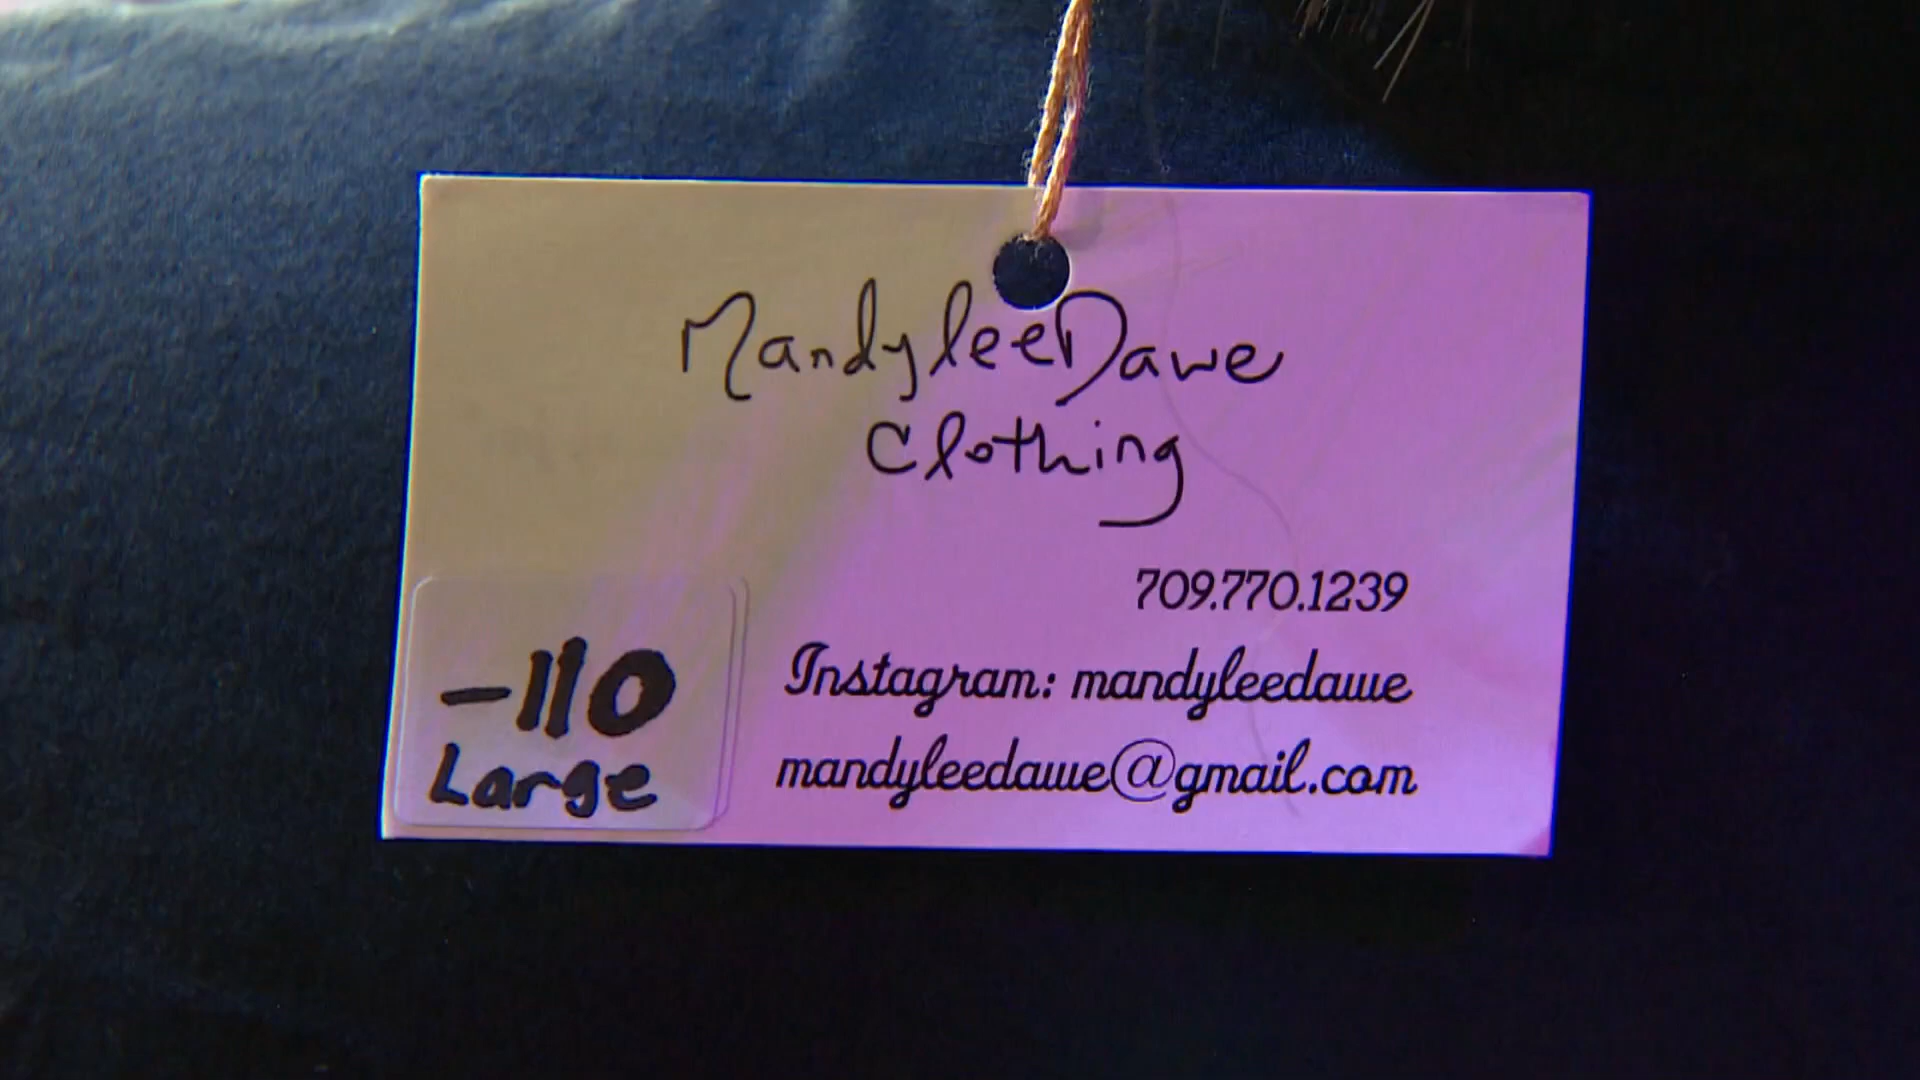 MandyleeDawe
Clothing
709.770.1239
Instagram: mandyleedawe
mandyleedawe@gmail.com
-110
Large